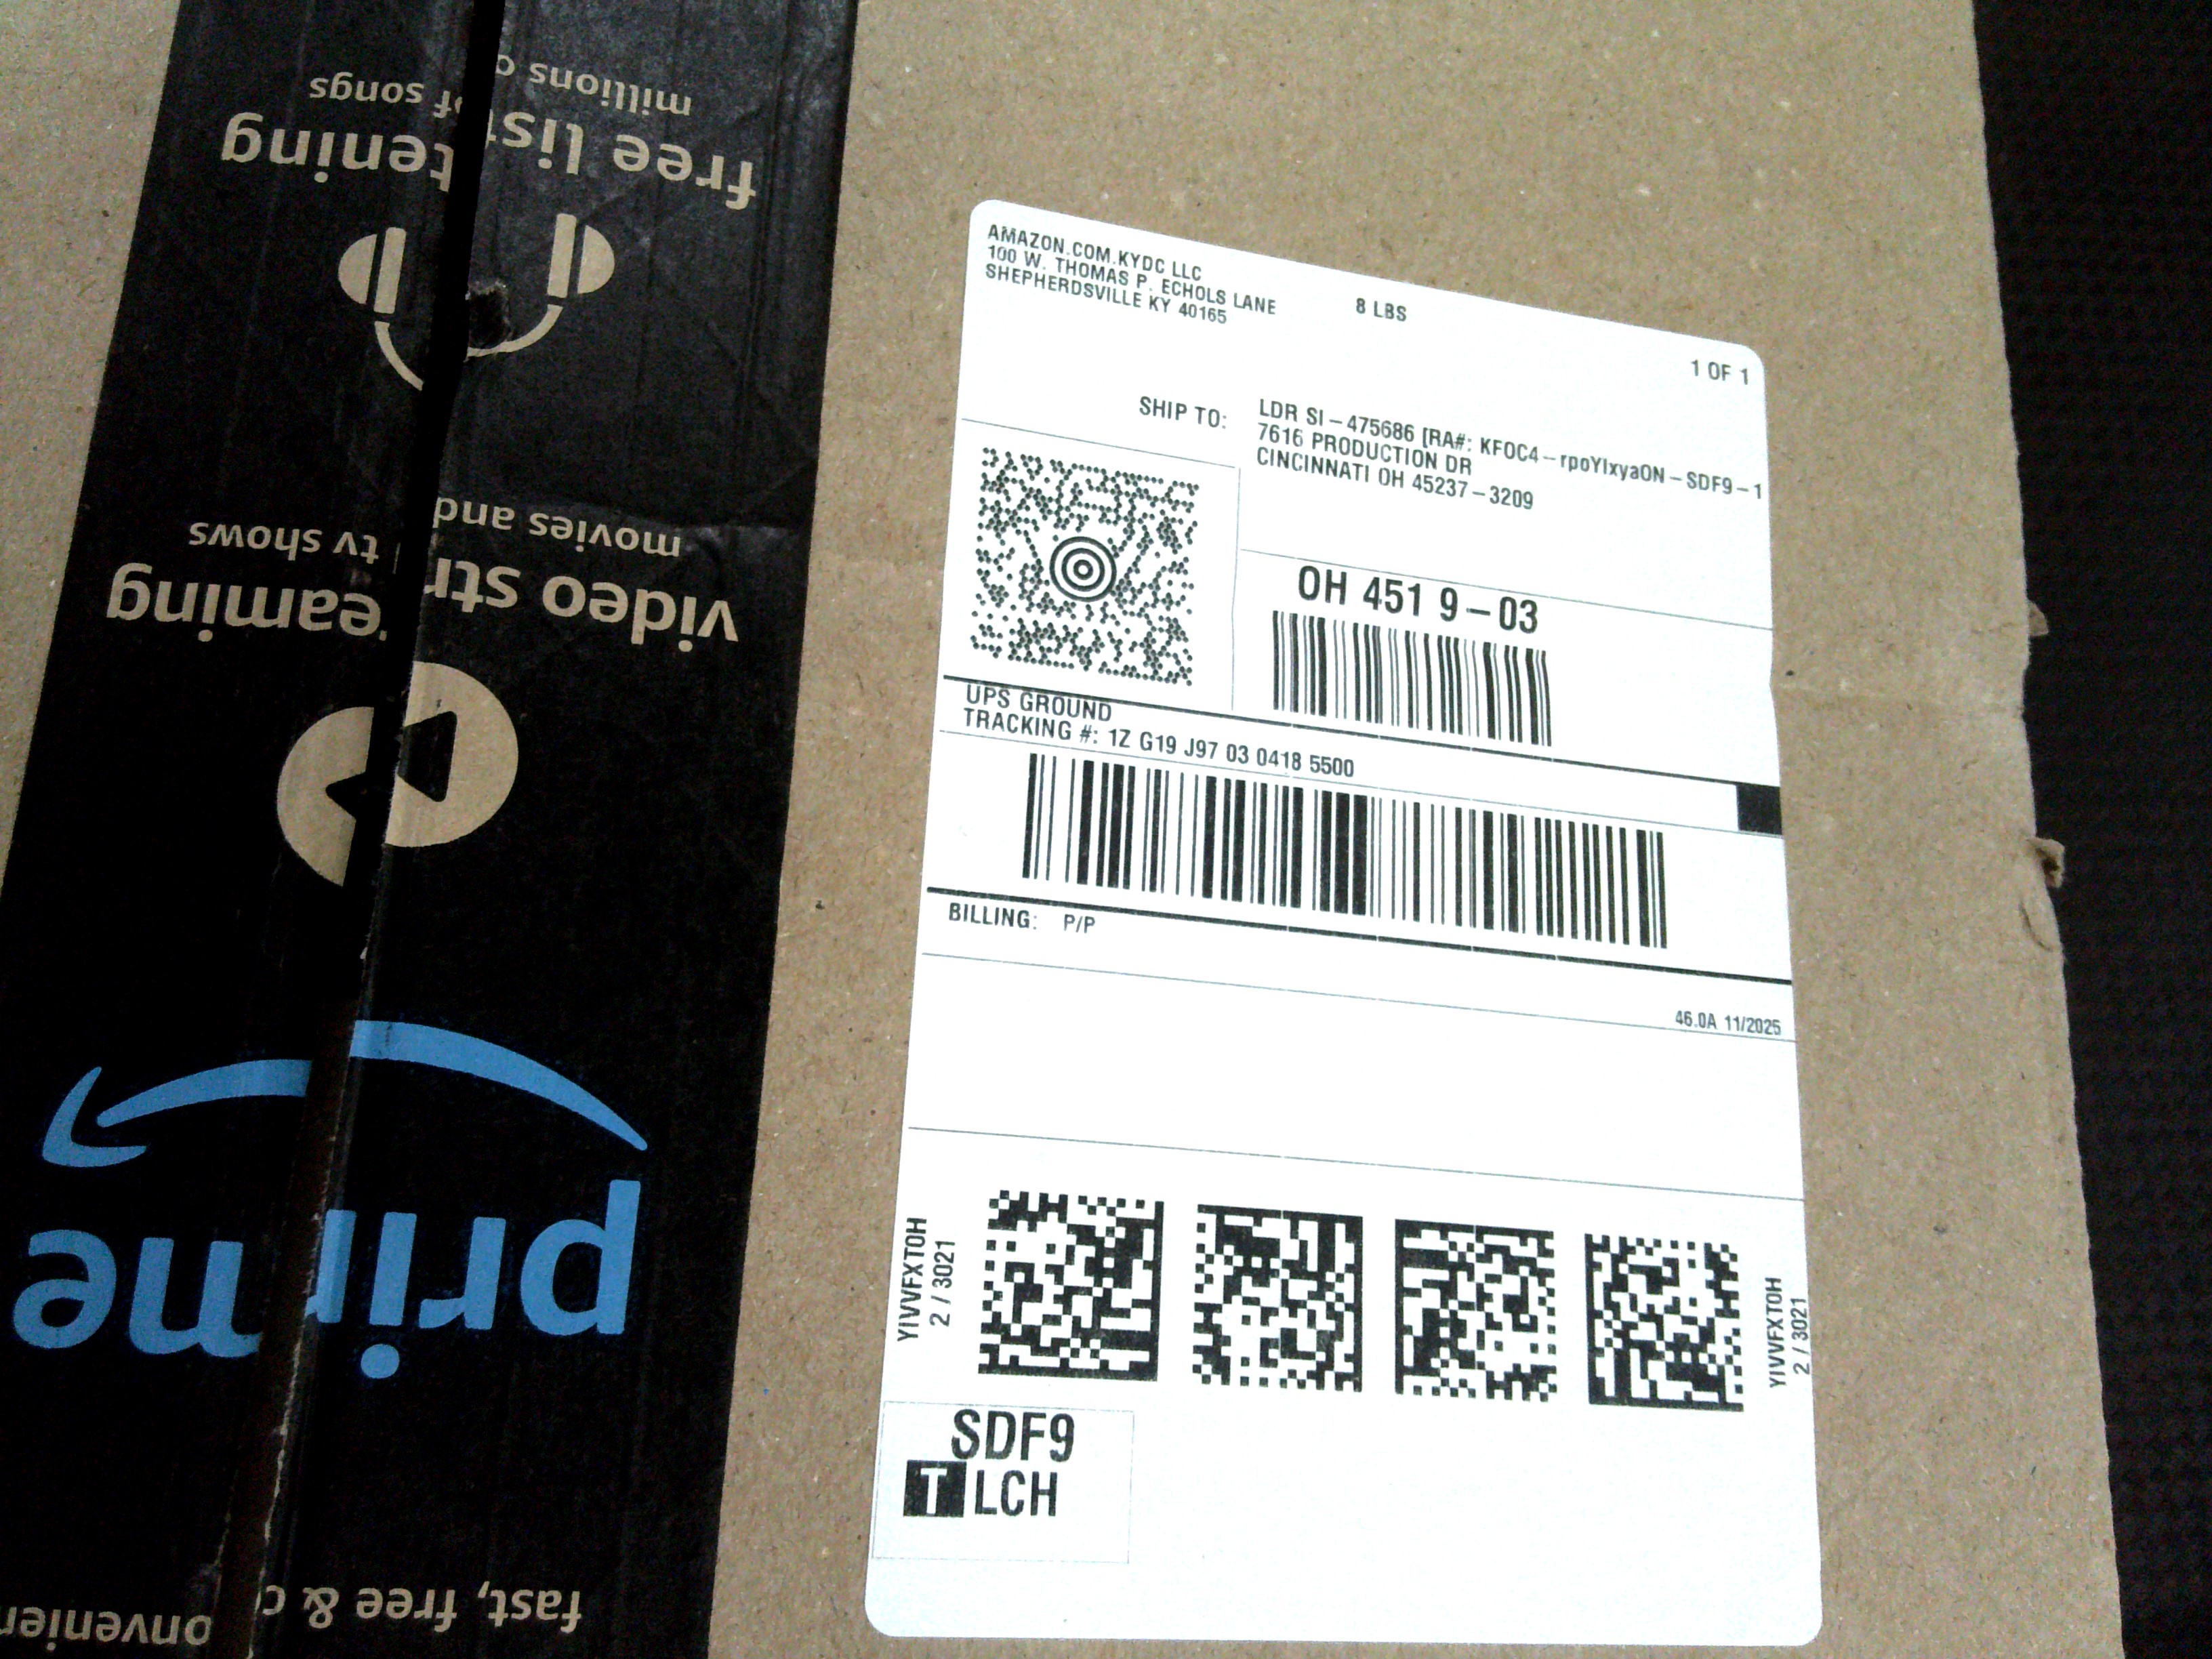 AMAZON.COM.KYDC LLC
100 W. THOMAS P. ECHOLS LANE
SHEPHERDSVILLE KY 40165
8 LBS
1 OF 1
SHIP TO:
LDR SI-475686 [RA#: KFOC4-rpoYIxyaON-SDF9-1
7616 PRODUCTION DR
CINCINNATI OH 45237-3209
OH 451 9-03
UPS GROUND
TRACKING #: 1Z G19 J97 03 0418 5500
BILLING: P/P
46.0A 11/2025
YIVVFXTOH
2 / 3021
YIVVFXTOH
2 / 3021
SDF9
T LCH
fast, free & convenien
prime
video streaming
movies and tv shows
free listening
millions of songs